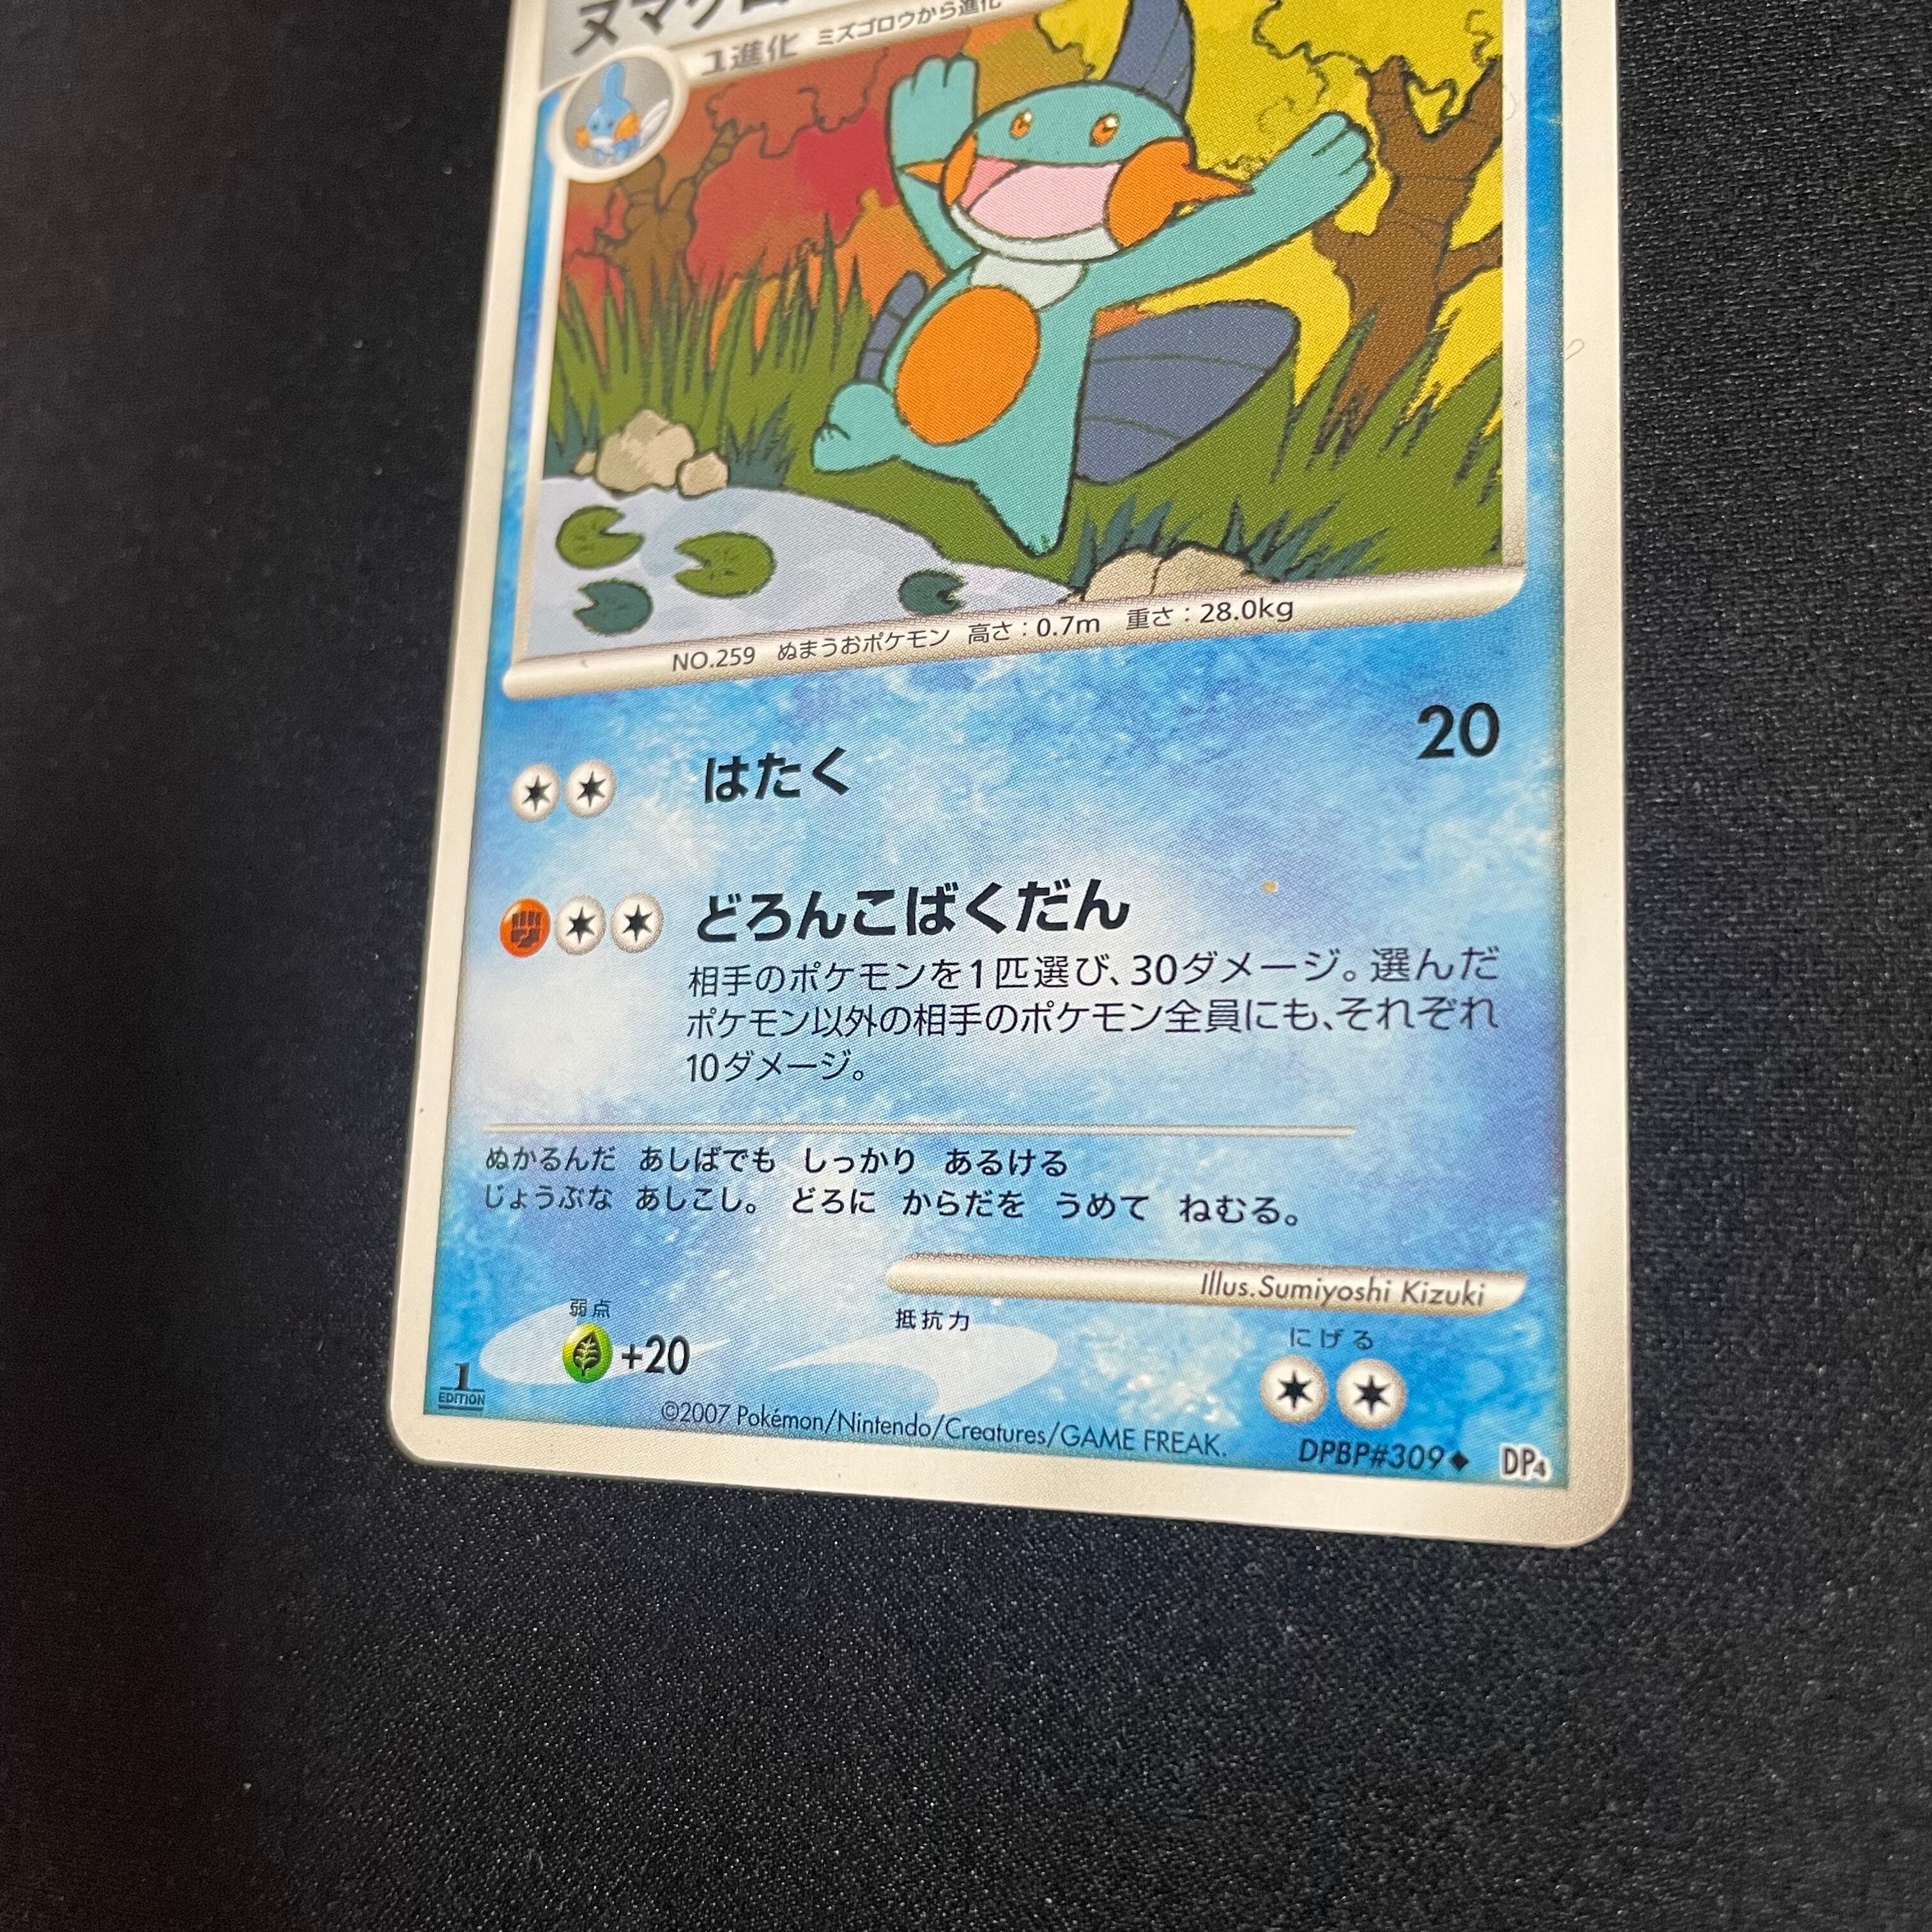 ヌマクロー
1進化 ミズゴロウから進化
NO.259 ぬまうおポケモン 高さ：0.7m 重さ：28.0kg
はたく 20
どろんこばくだん
相手のポケモンを1匹選び、30ダメージ。選んだ
ポケモン以外の相手のポケモン全員にも、それぞれ
10ダメージ。
ぬかるんだ あしばでも しっかり あるける
じょうぶな あしこし。 どろに からだを うめて ねむる。
Illus.Sumiyoshi Kizuki
弱点 抵抗力 にげる
+20
1 EDITION
©2007 Pokémon/Nintendo/Creatures/GAME FREAK.
DPBP#309◆ DP4